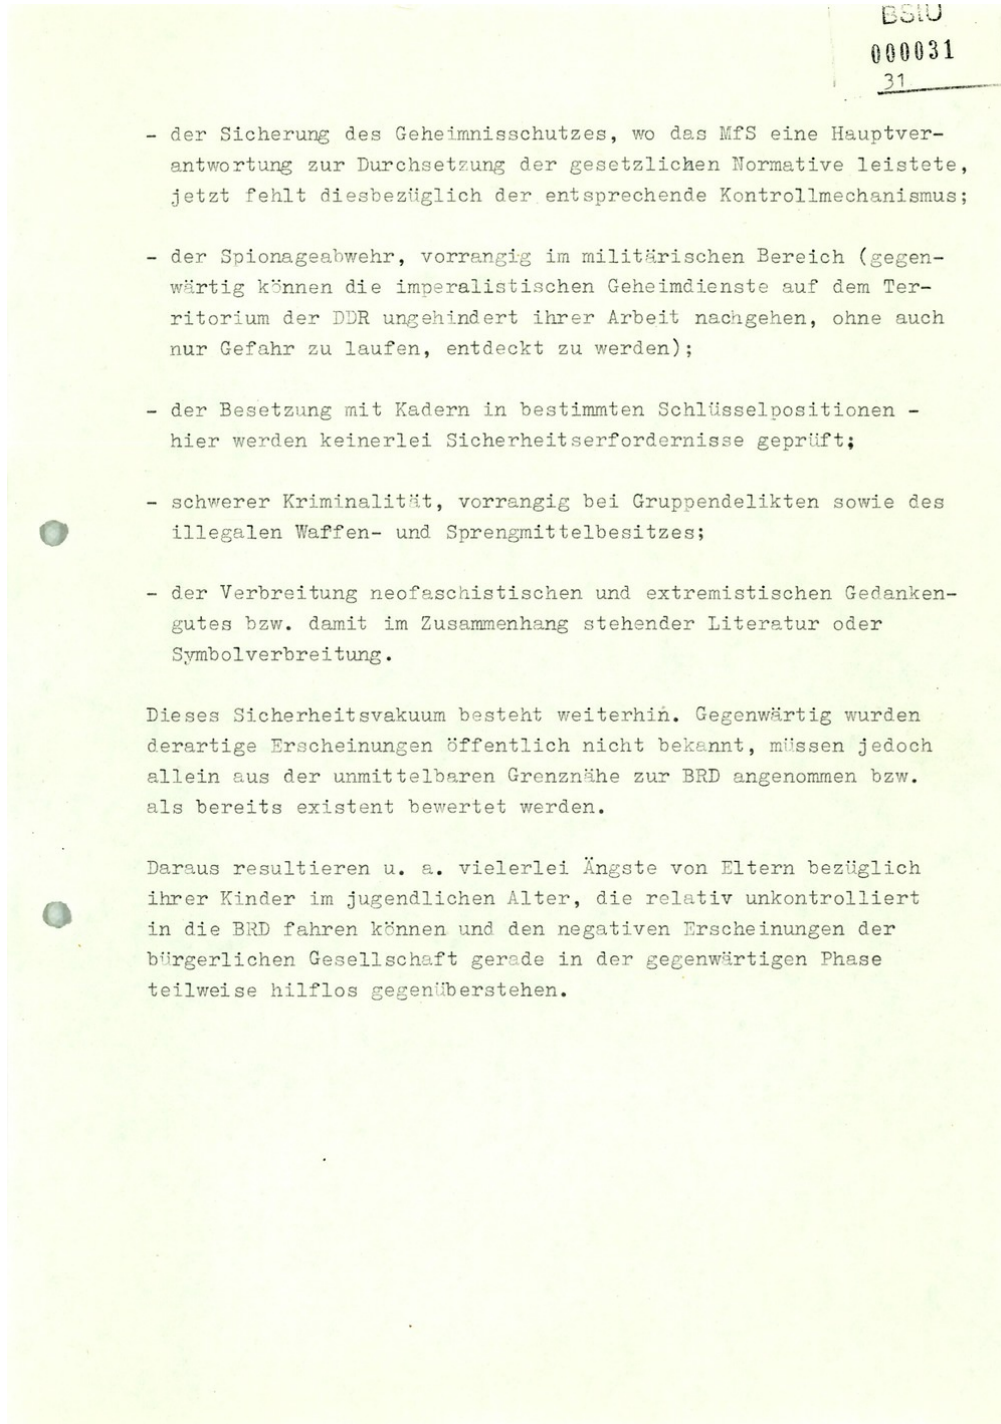 BStU
000031
31
- der Sicherung des Geheimnisschutzes, wo das MfS eine Hauptver-
antwortung zur Durchsetzung der gesetzlichen Normative leistete,
jetzt fehlt diesbezüglich der entsprechende Kontrollmechanismus;
- der Spionageabwehr, vorrangig im militärischen Bereich (gegen-
wärtig können die imperalistischen Geheimdienste auf dem Ter-
ritorium der DDR ungehindert ihrer Arbeit nachgehen, ohne auch
nur Gefahr zu laufen, entdeckt zu werden);
- der Besetzung mit Kadern in bestimmten Schlüsselpositionen -
hier werden keinerlei Sicherheitserfordernisse geprüft;
- schwerer Kriminalität, vorrangig bei Gruppendelikten sowie des
illegalen Waffen- und Sprengmittelbesitzes;
- der Verbreitung neofaschistischen und extremistischen Gedanken-
gutes bzw. damit im Zusammenhang stehender Literatur oder
Symbolverbreitung.
Dieses Sicherheitsvakuum besteht weiterhin. Gegenwärtig wurden
derartige Erscheinungen öffentlich nicht bekannt, müssen jedoch
allein aus der unmittelbaren Grenznähe zur BRD angenommen bzw.
als bereits existent bewertet werden.
Daraus resultieren u. a. vielerlei Ängste von Eltern bezüglich
ihrer Kinder im jugendlichen Alter, die relativ unkontrolliert
in die BRD fahren können und den negativen Erscheinungen der
bürgerlichen Gesellschaft gerade in der gegenwärtigen Phase
teilweise hilflos gegenüberstehen.